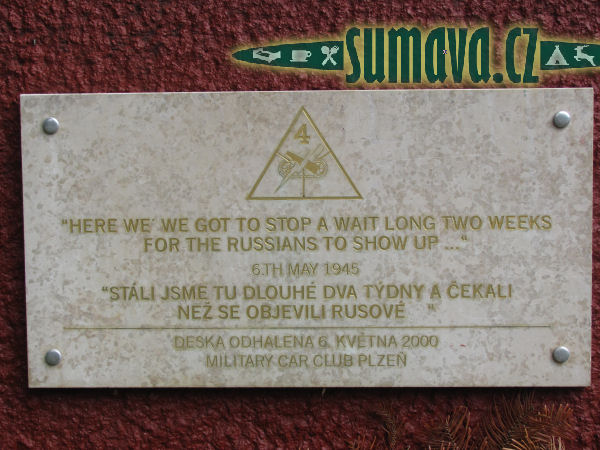 sumava.cz
4
"HERE WE' WE GOT TO STOP A WAIT LONG TWO WEEKS
FOR THE RUSSIANS TO SHOW UP ..."
6.TH MAY 1945
"STÁLI JSME TU DLOUHÉ DVA TÝDNY A ČEKALI
NEŽ SE OBJEVILI RUSOVÉ "
DESKA ODHALENA 6. KVĚTNA 2000
MILITARY CAR CLUB PLZEŇ